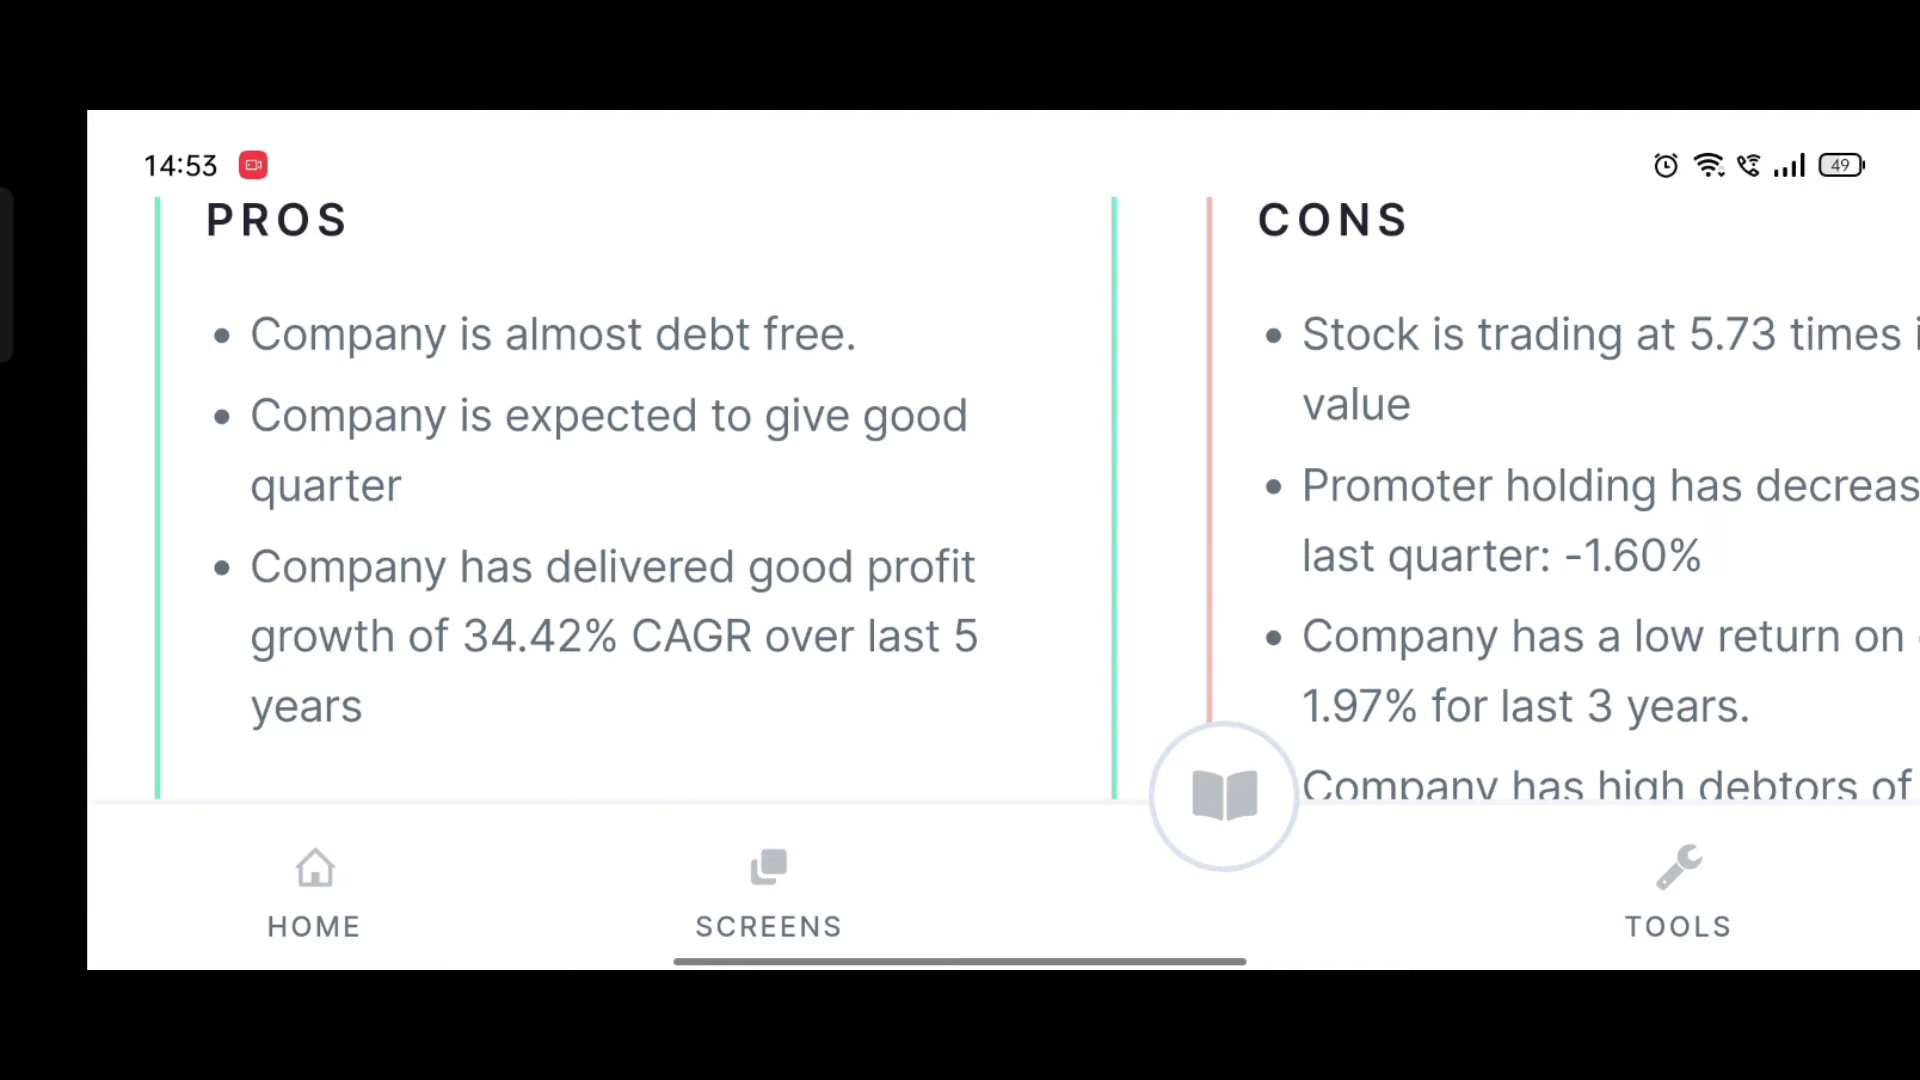 14:53
49
PROS
Company is almost debt free.
Company is expected to give good
quarter
Company has delivered good profit
growth of 34.42% CAGR over last 5
years
CONS
Stock is trading at 5.73 times
value
Promoter holding has decreas
last quarter: -1.60%
Company has a low return on
1.97% for last 3 years.
Company has high debtors of
HOME
SCREENS
TOOLS